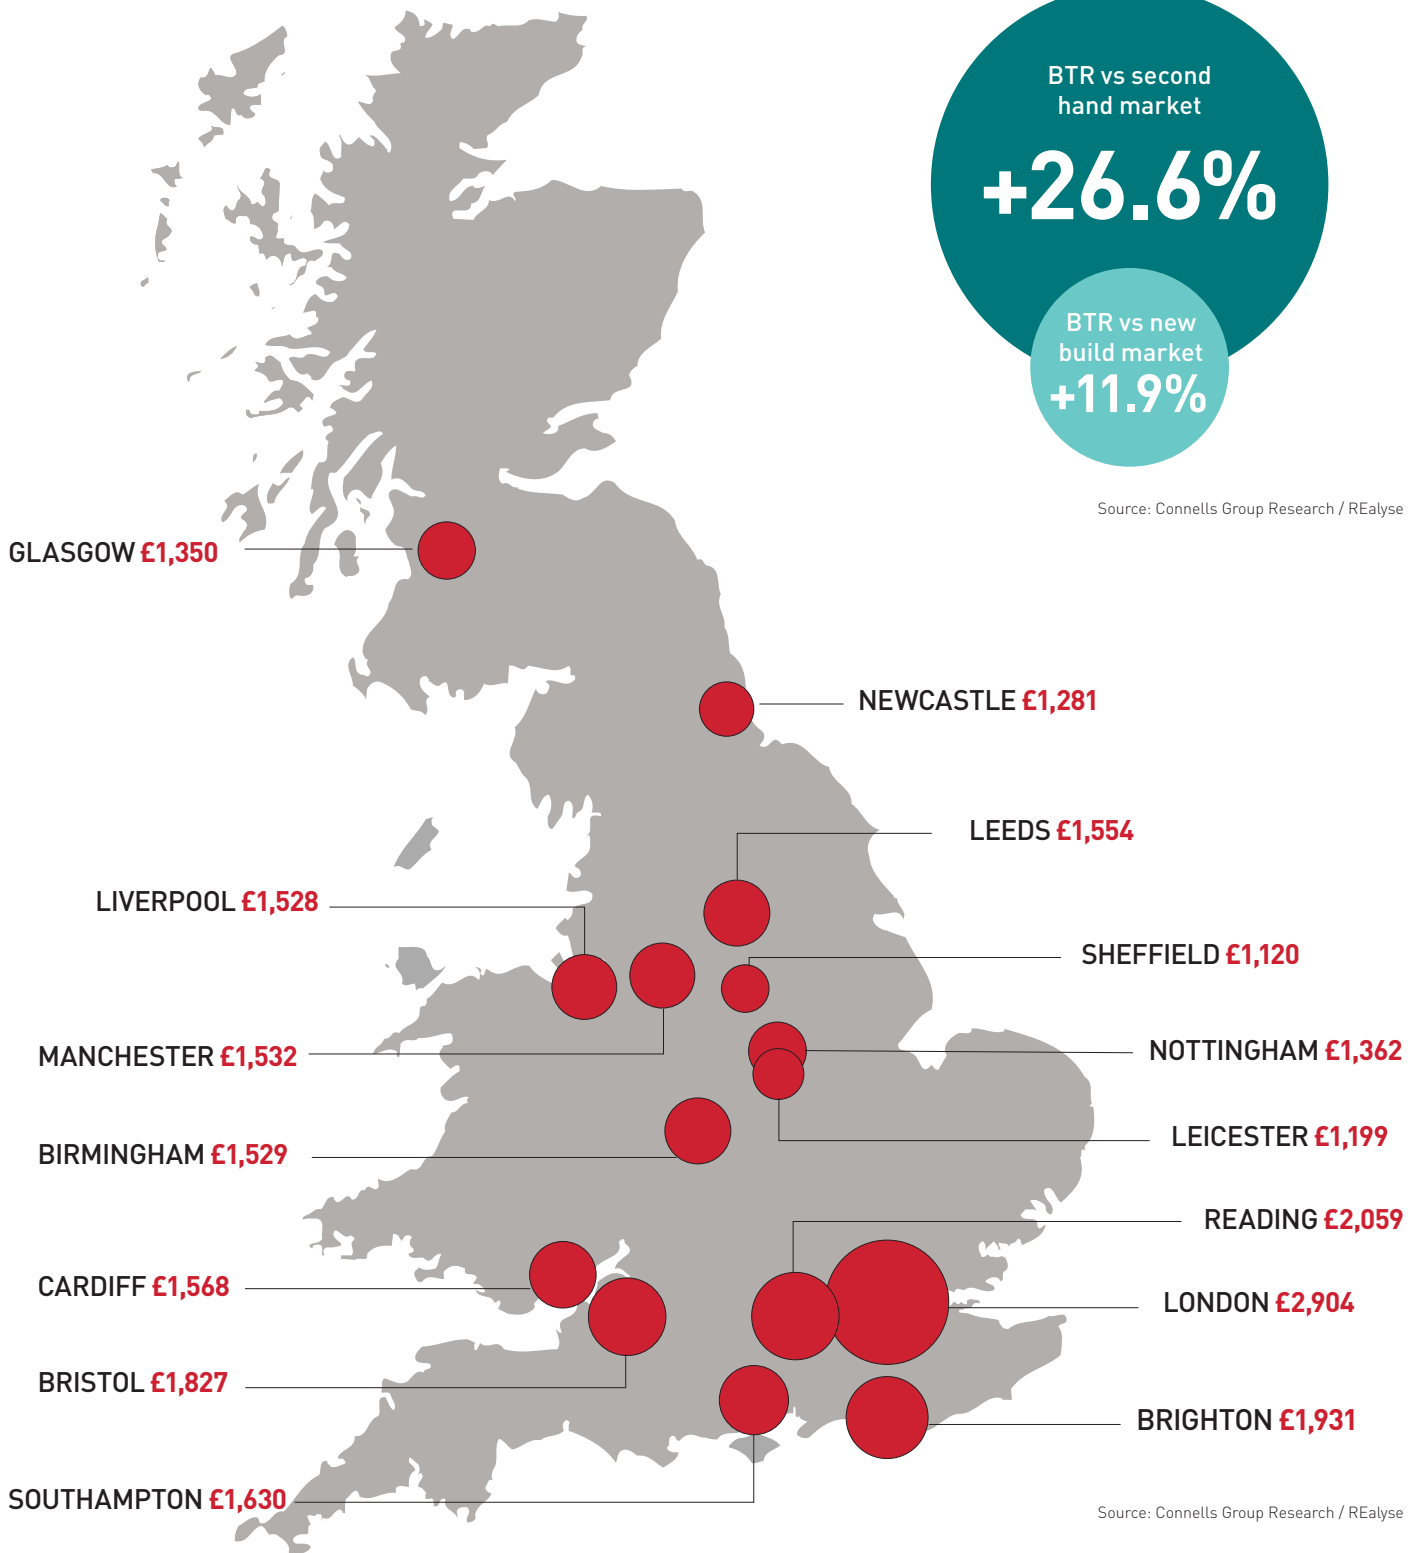 BTR vs second
hand market
+26.6%
BTR vs new
build market
+11.9%
Source: Connells Group Research / REalyse
GLASGOW £1,350
NEWCASTLE £1,281
LEEDS £1,554
LIVERPOOL £1,528
SHEFFIELD £1,120
MANCHESTER £1,532
NOTTINGHAM £1,362
LEICESTER £1,199
BIRMINGHAM £1,529
READING £2,059
CARDIFF £1,568
LONDON £2,904
BRISTOL £1,827
BRIGHTON £1,931
SOUTHAMPTON £1,630
Source: Connells Group Research / REalyse